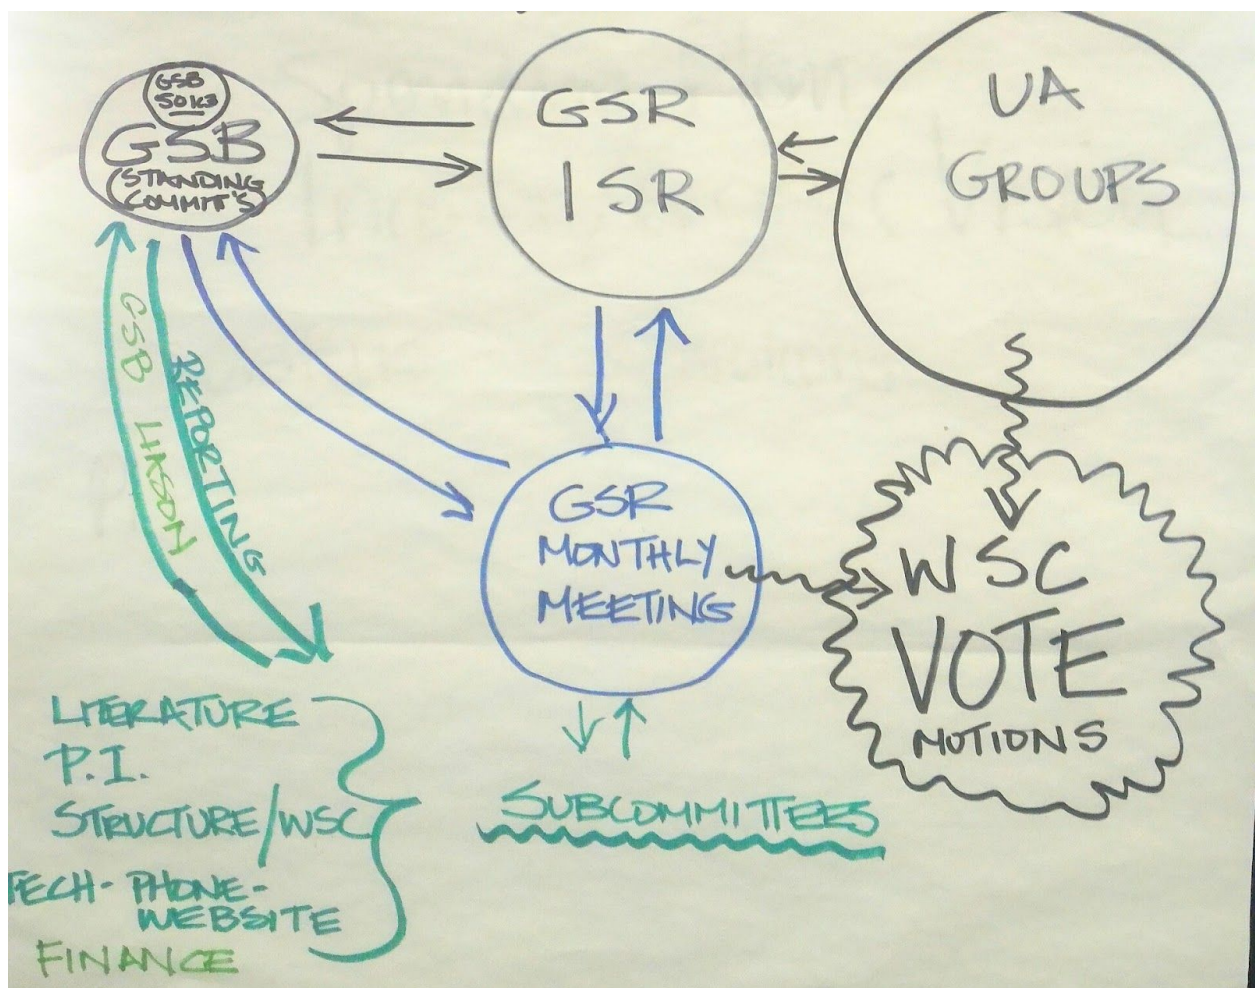 GSB
501c3
GSB
(STANDING
COMMIT'S)
GSR
ISR
UA
GROUPS
GSB LIASON
REPORTING
GSR
MONTHLY
MEETING
WSC
VOTE
MOTIONS
LITERATURE
P.I.
STRUCTURE/WSC
TECH-PHONE-
WEBSITE
FINANCE
SUBCOMMITTEES